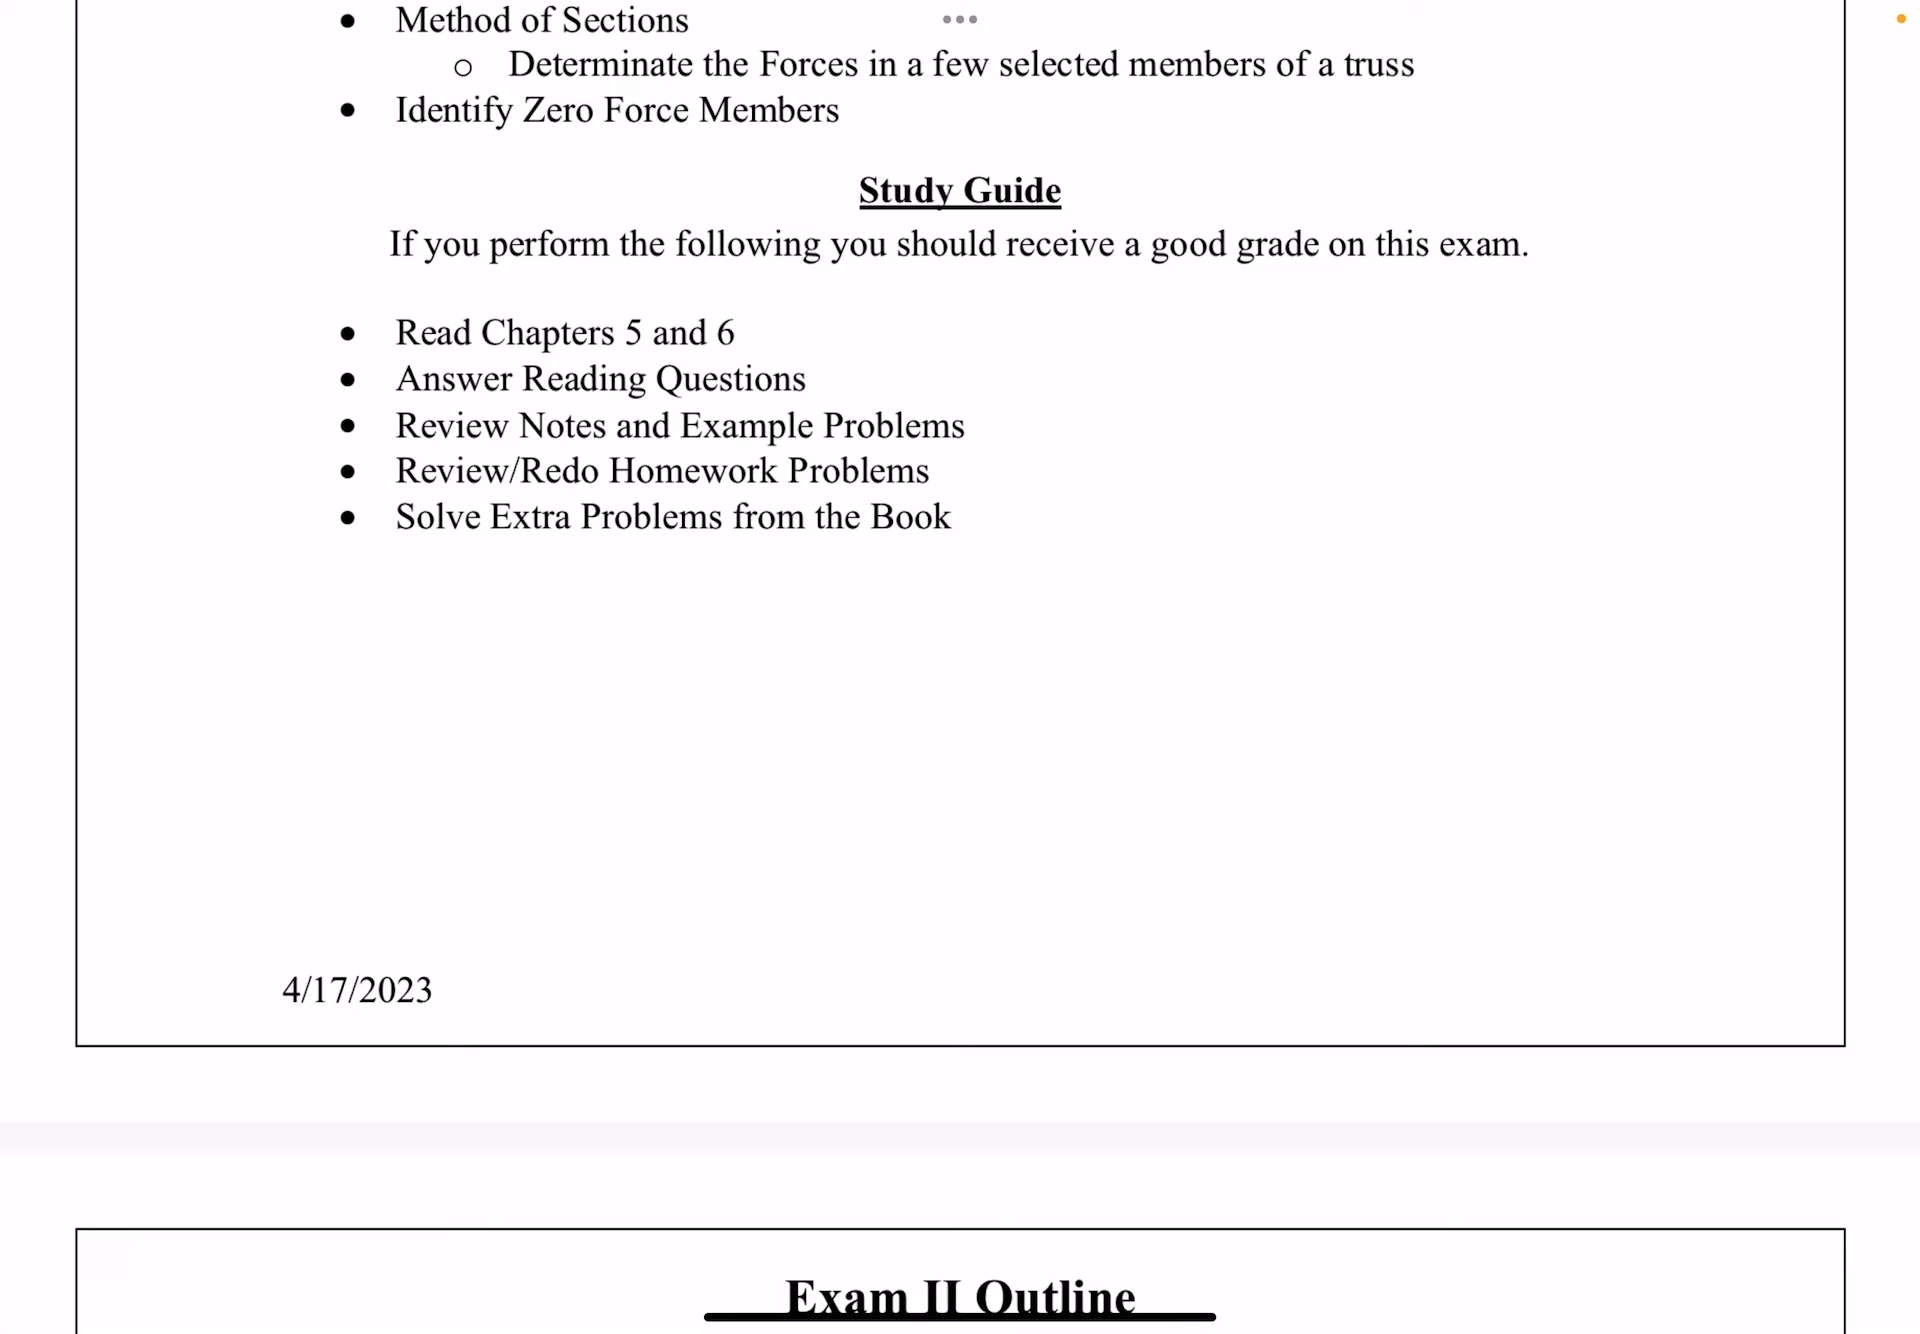 • Method of Sections
o Determinate the Forces in a few selected members of a truss
• Identify Zero Force Members
Study Guide
If you perform the following you should receive a good grade on this exam.
• Read Chapters 5 and 6
• Answer Reading Questions
• Review Notes and Example Problems
• Review/Redo Homework Problems
• Solve Extra Problems from the Book
4/17/2023
Exam II Outline